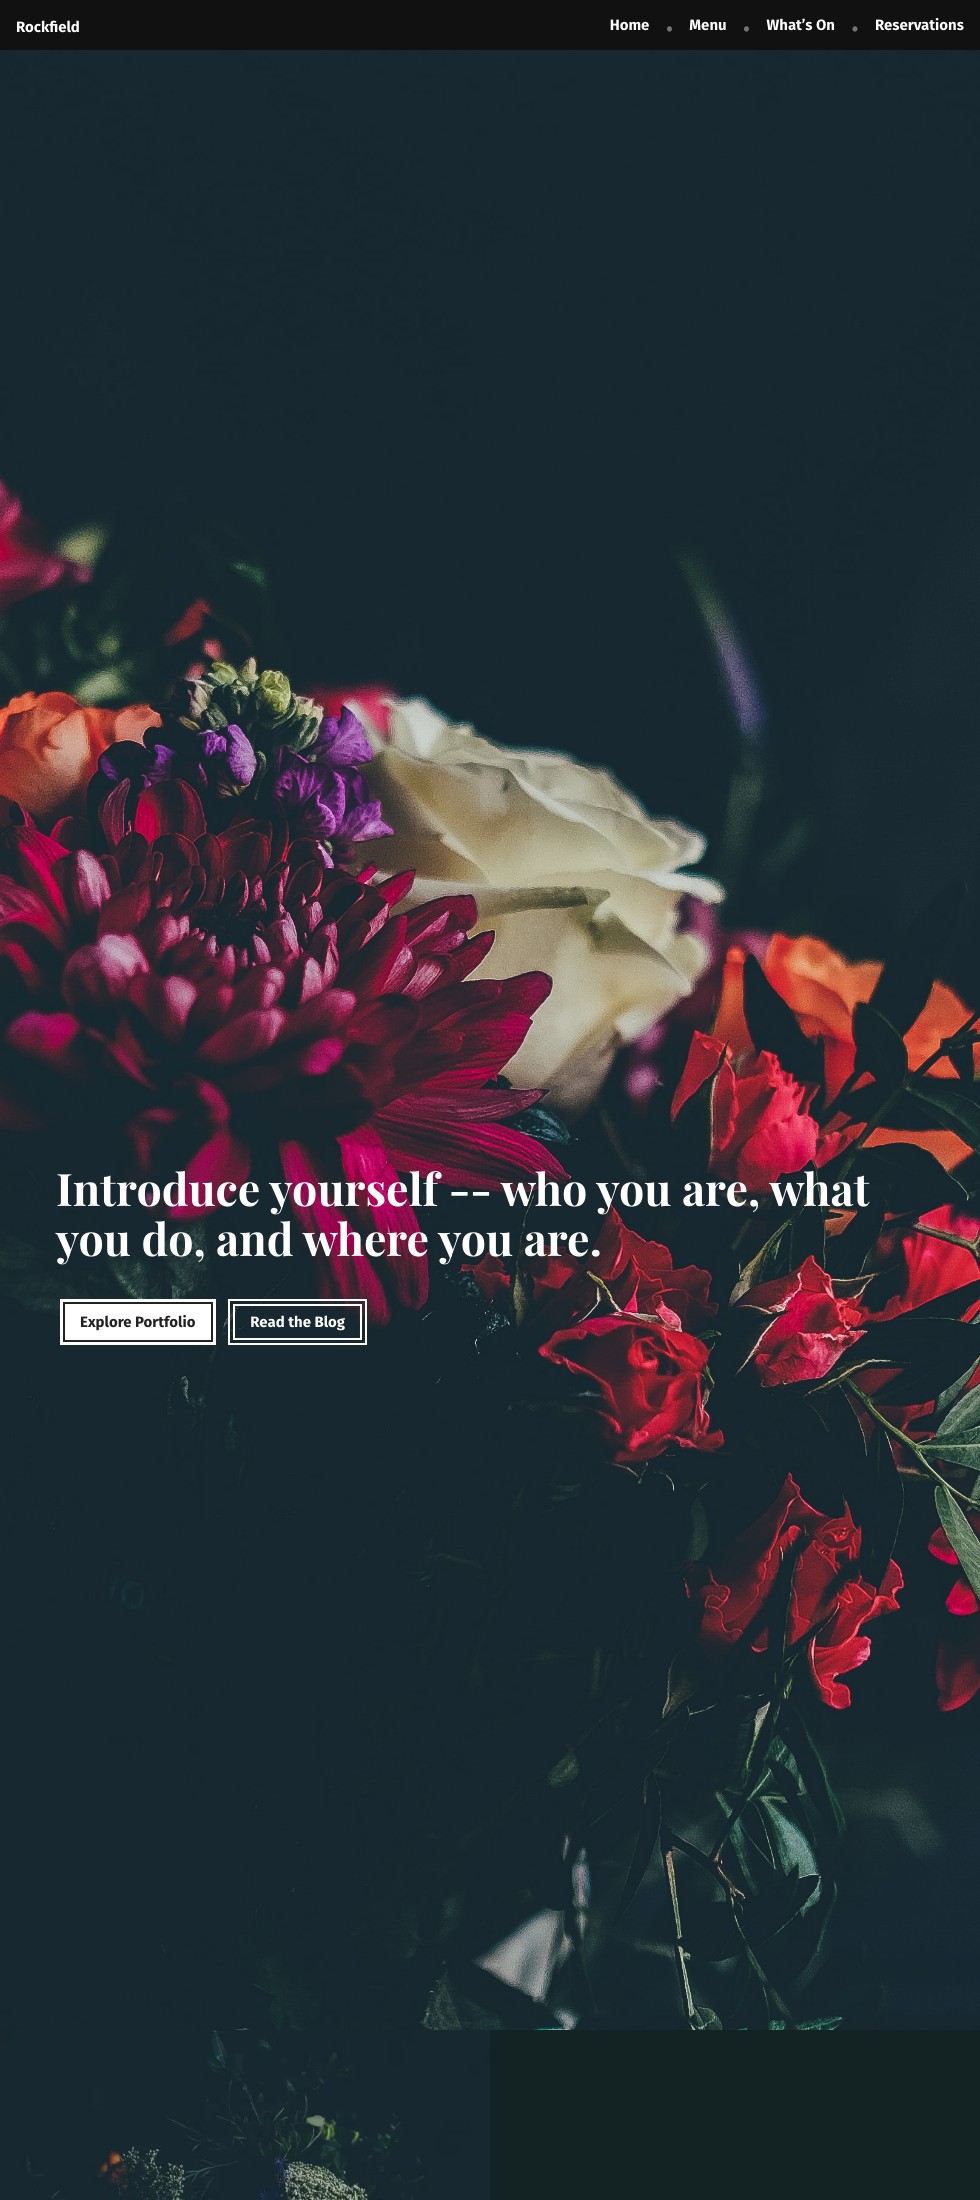 Rockfield
Home
Menu
What’s On
Reservations
Introduce yourself -- who you are, what
you do, and where you are.
Explore Portfolio
Read the Blog